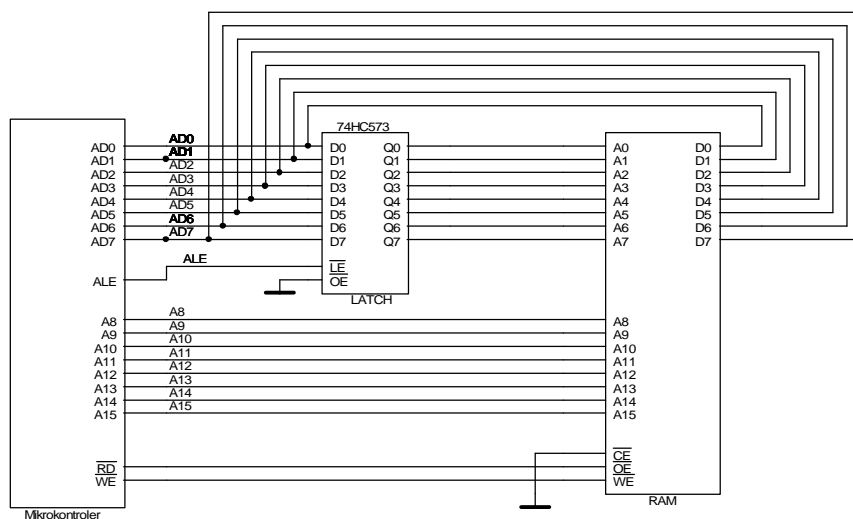 74HC573
AD0 AD0 D0 Q0 A0 D0
AD1 AD1 D1 Q1 A1 D1
AD2 AD2 D2 Q2 A2 D2
AD3 AD3 D3 Q3 A3 D3
AD4 AD4 D4 Q4 A4 D4
AD5 AD5 D5 Q5 A5 D5
AD6 AD6 D6 Q6 A6 D6
AD7 AD7 D7 Q7 A7 D7
ALE ALE LE
OE
LATCH
A8 A8 A8
A9 A9 A9
A10 A10 A10
A11 A11 A11
A12 A12 A12
A13 A13 A13
A14 A14 A14
A15 A15 A15
CE
RD OE
WE WE
RAM
Mikrokontroler